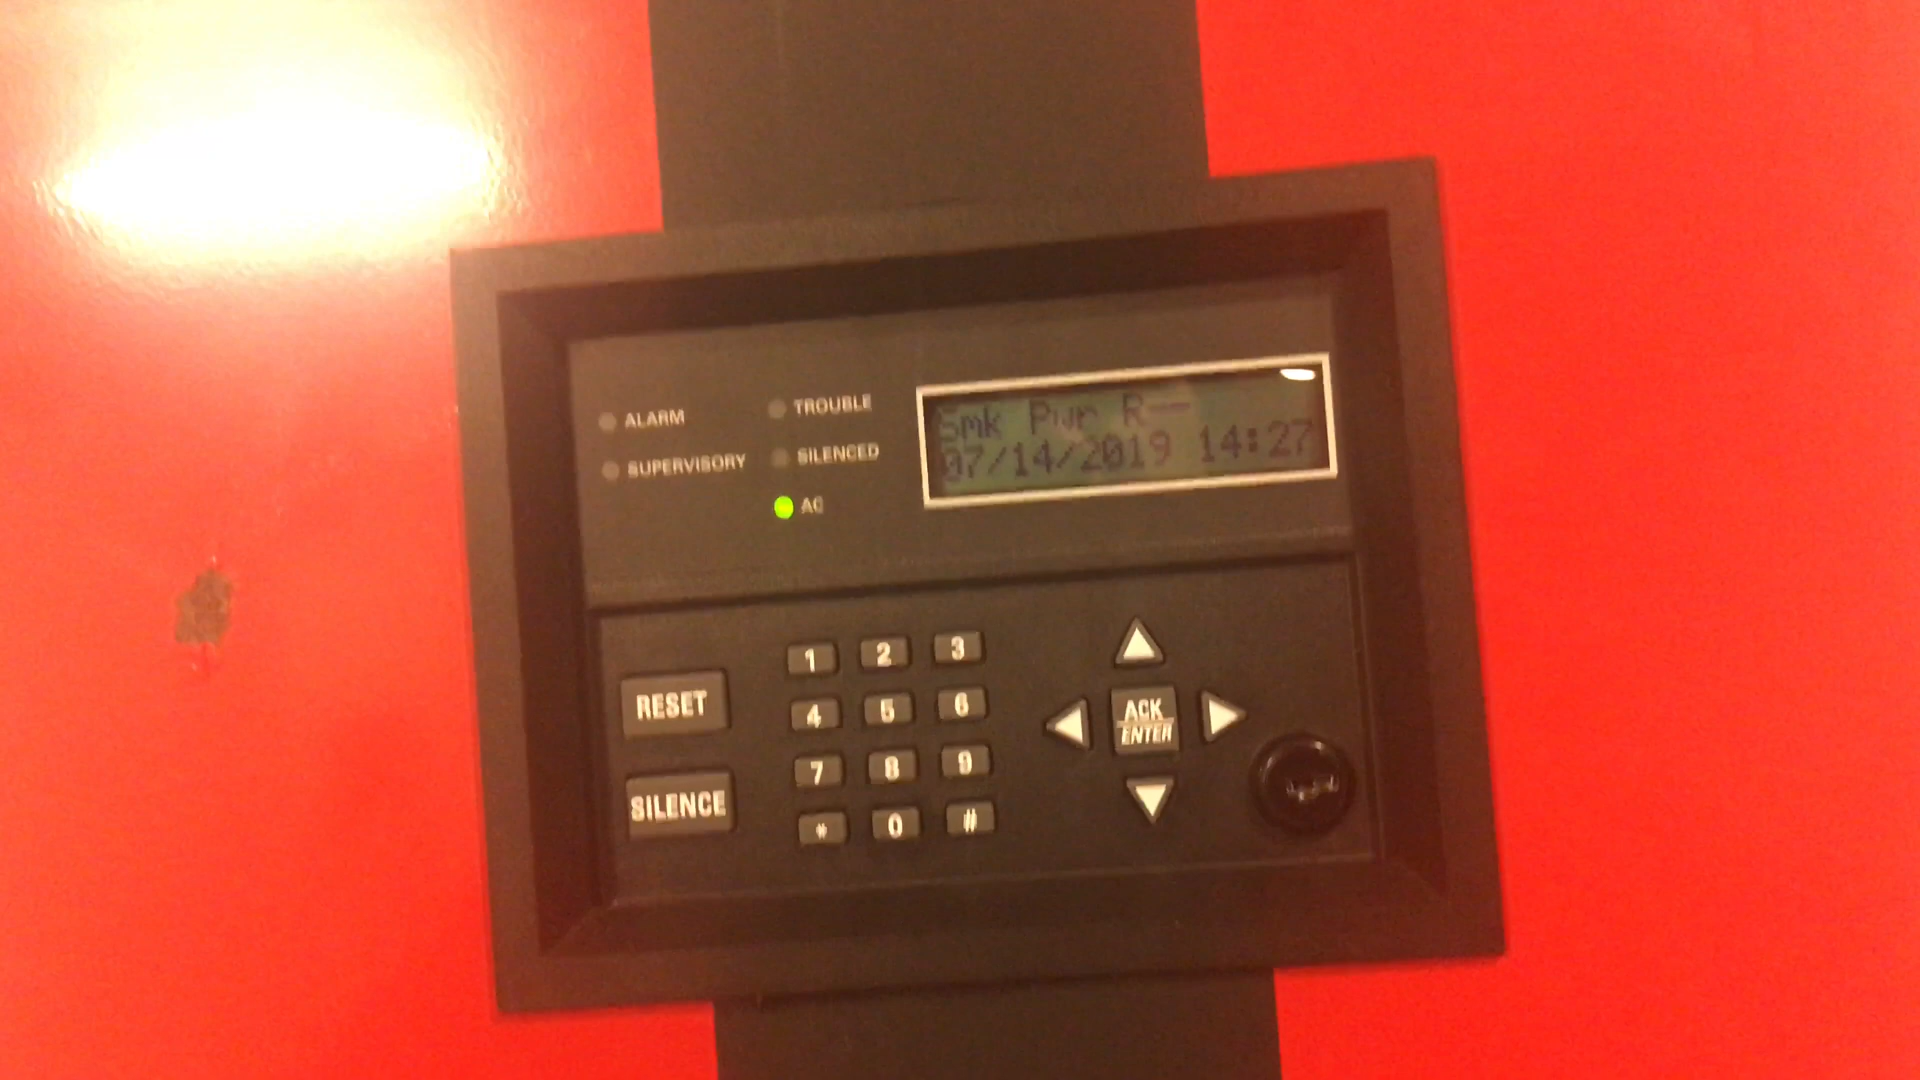 ALARM
TROUBLE
SUPERVISORY
SILENCED
AC
Smk Pwr R--
07/14/2019 14:27
RESET
SILENCE
1 2 3
4 5 6
7 8 9
* 0 #
ACK
ENTER